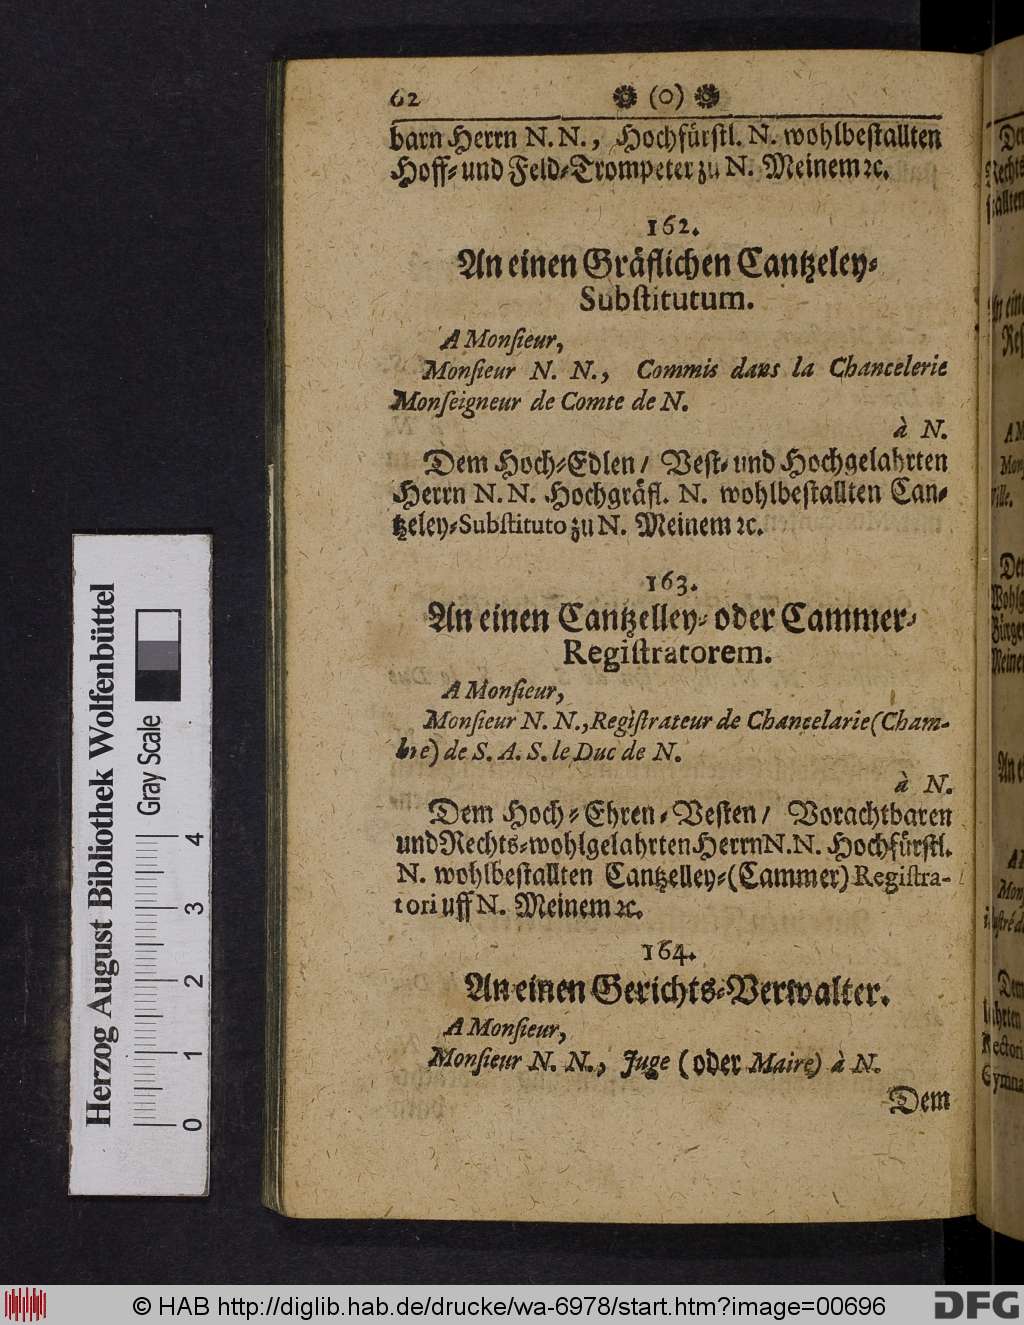 62 (o)
barn Herrn N. N., Hochfürstl. N. wohlbestallten
Hoff- und Feld-Trompeter zu N. Meinem ꝛc.
162.
An einen Gräflichen Cantzeley-
Substitutum.
A Monſieur,
Monſieur N. N., Commis dans la Chancelerie
Monſeigneur de Comte de N.
à N.
Dem Hoch-Edlen / Veſt- und Hochgelahrten
Herrn N. N. Hochgräfl. N. wohlbeſtallten Can-
tzeley-Subſtituto zu N. Meinem ꝛc.
163.
An einen Cantzelley- oder Cammer-
Regiſtratorem.
A Monſieur,
Monſieur N. N., Regiſtrateur de Chancelarie (Cham-
bre) de S. A. S. le Duc de N.
à N.
Dem Hoch-Ehren-Veſten / Vorachtbaren
und Rechts-wohlgelahrten Herrn N. N. Hochfürſtl.
N. wohlbeſtallten Cantzelley-(Cammer) Regiſtra-
tori uff N. Meinem ꝛc.
164.
An einen Gerichts-Verwalter.
A Monſieur,
Monſieur N. N., Juge (oder Maire) à N.
Dem
Herzog August Bibliothek Wolfenbüttel
Gray Scale
0 1 2 3 4
© HAB http://diglib.hab.de/drucke/wa-6978/start.htm?image=00696
DFG